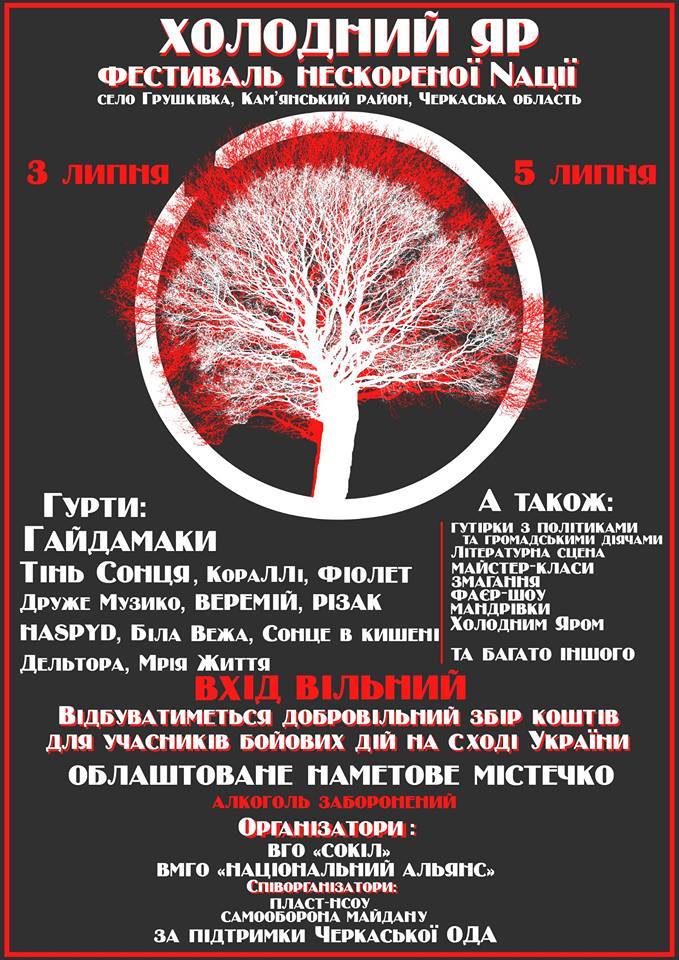 ХОЛОДНИЙ ЯР
ФЕСТИВАЛЬ НЕСКОРЕНОЇ NАЦІЇ
СЕЛО ГРУШКІВКА, КАМ'ЯНСЬКИЙ РАЙОН, ЧЕРКАСЬКА ОБЛАСТЬ
3 ЛИПНЯ
5 ЛИПНЯ
ГУРТИ:
ГАЙДАМАКИ
ТІНЬ СОНЦЯ, КОРАЛЛІ, ФІОЛЕТ
ДРУЖЕ МУЗИКО, ВЕРЕМІЙ, РІЗАК
HASPYD, БІЛА ВЕЖА, СОНЦЕ В КИШЕНІ
ДЕЛЬТОРА, МРІЯ ЖИТТЯ
А ТАКОЖ:
ГУТІРКИ З ПОЛІТИКАМИ
ТА ГРОМАДСЬКИМИ ДІЯЧАМИ
ЛІТЕРАТУРНА СЦЕНА
МАЙСТЕР-КЛАСИ
ЗМАГАННЯ
ФАЄР-ШОУ
МАНДРІВКИ
ХОЛОДНИМ ЯРОМ
ТА БАГАТО ІНШОГО
ВХІД ВІЛЬНИЙ
ВІДБУВАТИМЕТЬСЯ ДОБРОВІЛЬНИЙ ЗБІР КОШТІВ
ДЛЯ УЧАСНИКІВ БОЙОВИХ ДІЙ НА СХОДІ УКРАЇНИ
ОБЛАШТОВАНЕ НАМЕТОВЕ МІСТЕЧКО
АЛКОГОЛЬ ЗАБОРОНЕНИЙ
ОРГАНІЗАТОРИ :
ВГО «СОКІЛ»
ВМГО «НАЦІОНАЛЬНИЙ АЛЬЯНС»
СПІВОРГАНІЗАТОРИ:
ПЛАСТ-НСОУ
САМООБОРОНА МАЙДАНУ
ЗА ПІДТРИМКИ ЧЕРКАСЬКОЇ ОДА